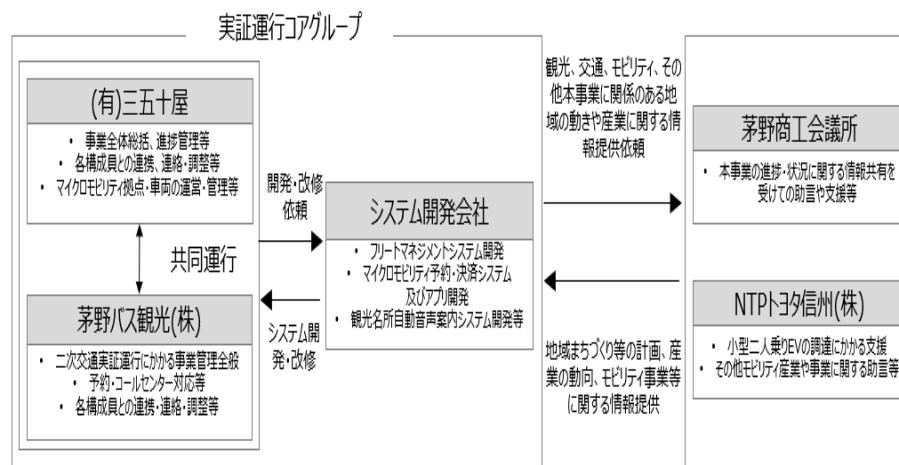 実証運行コアグループ
(有)三五十屋
• 事業全体総括、進捗管理等
• 各構成員との連携、連絡・調整等
• マイクロモビリティ拠点・車両の運営・管理等
共同運行
茅野バス観光(株)
• 二次交通実証運行にかかる事業管理全般
• 予約・コールセンター対応等
• 各構成員との連携・連絡・調整等
開発・改修
依頼
システム開
発・改修
システム開発会社
• フリートマネジメントシステム開発
• マイクロモビリティ予約・決済システム
及びアプリ開発
• 観光名所自動音声案内システム開発等
観光、交通、モビリティ、その
他本事業に関係のある地
域の動きや産業に関する情
報提供依頼
地域まちづくり等の計画、産
業の動向、モビリティ事業等
に関する情報提供
茅野商工会議所
• 本事業の進捗・状況に関する情報共有を
受けての助言や支援等
NTPトヨタ信州(株)
• 小型二人乗りEVの調達にかかる支援
• その他モビリティ産業や事業に関する助言等